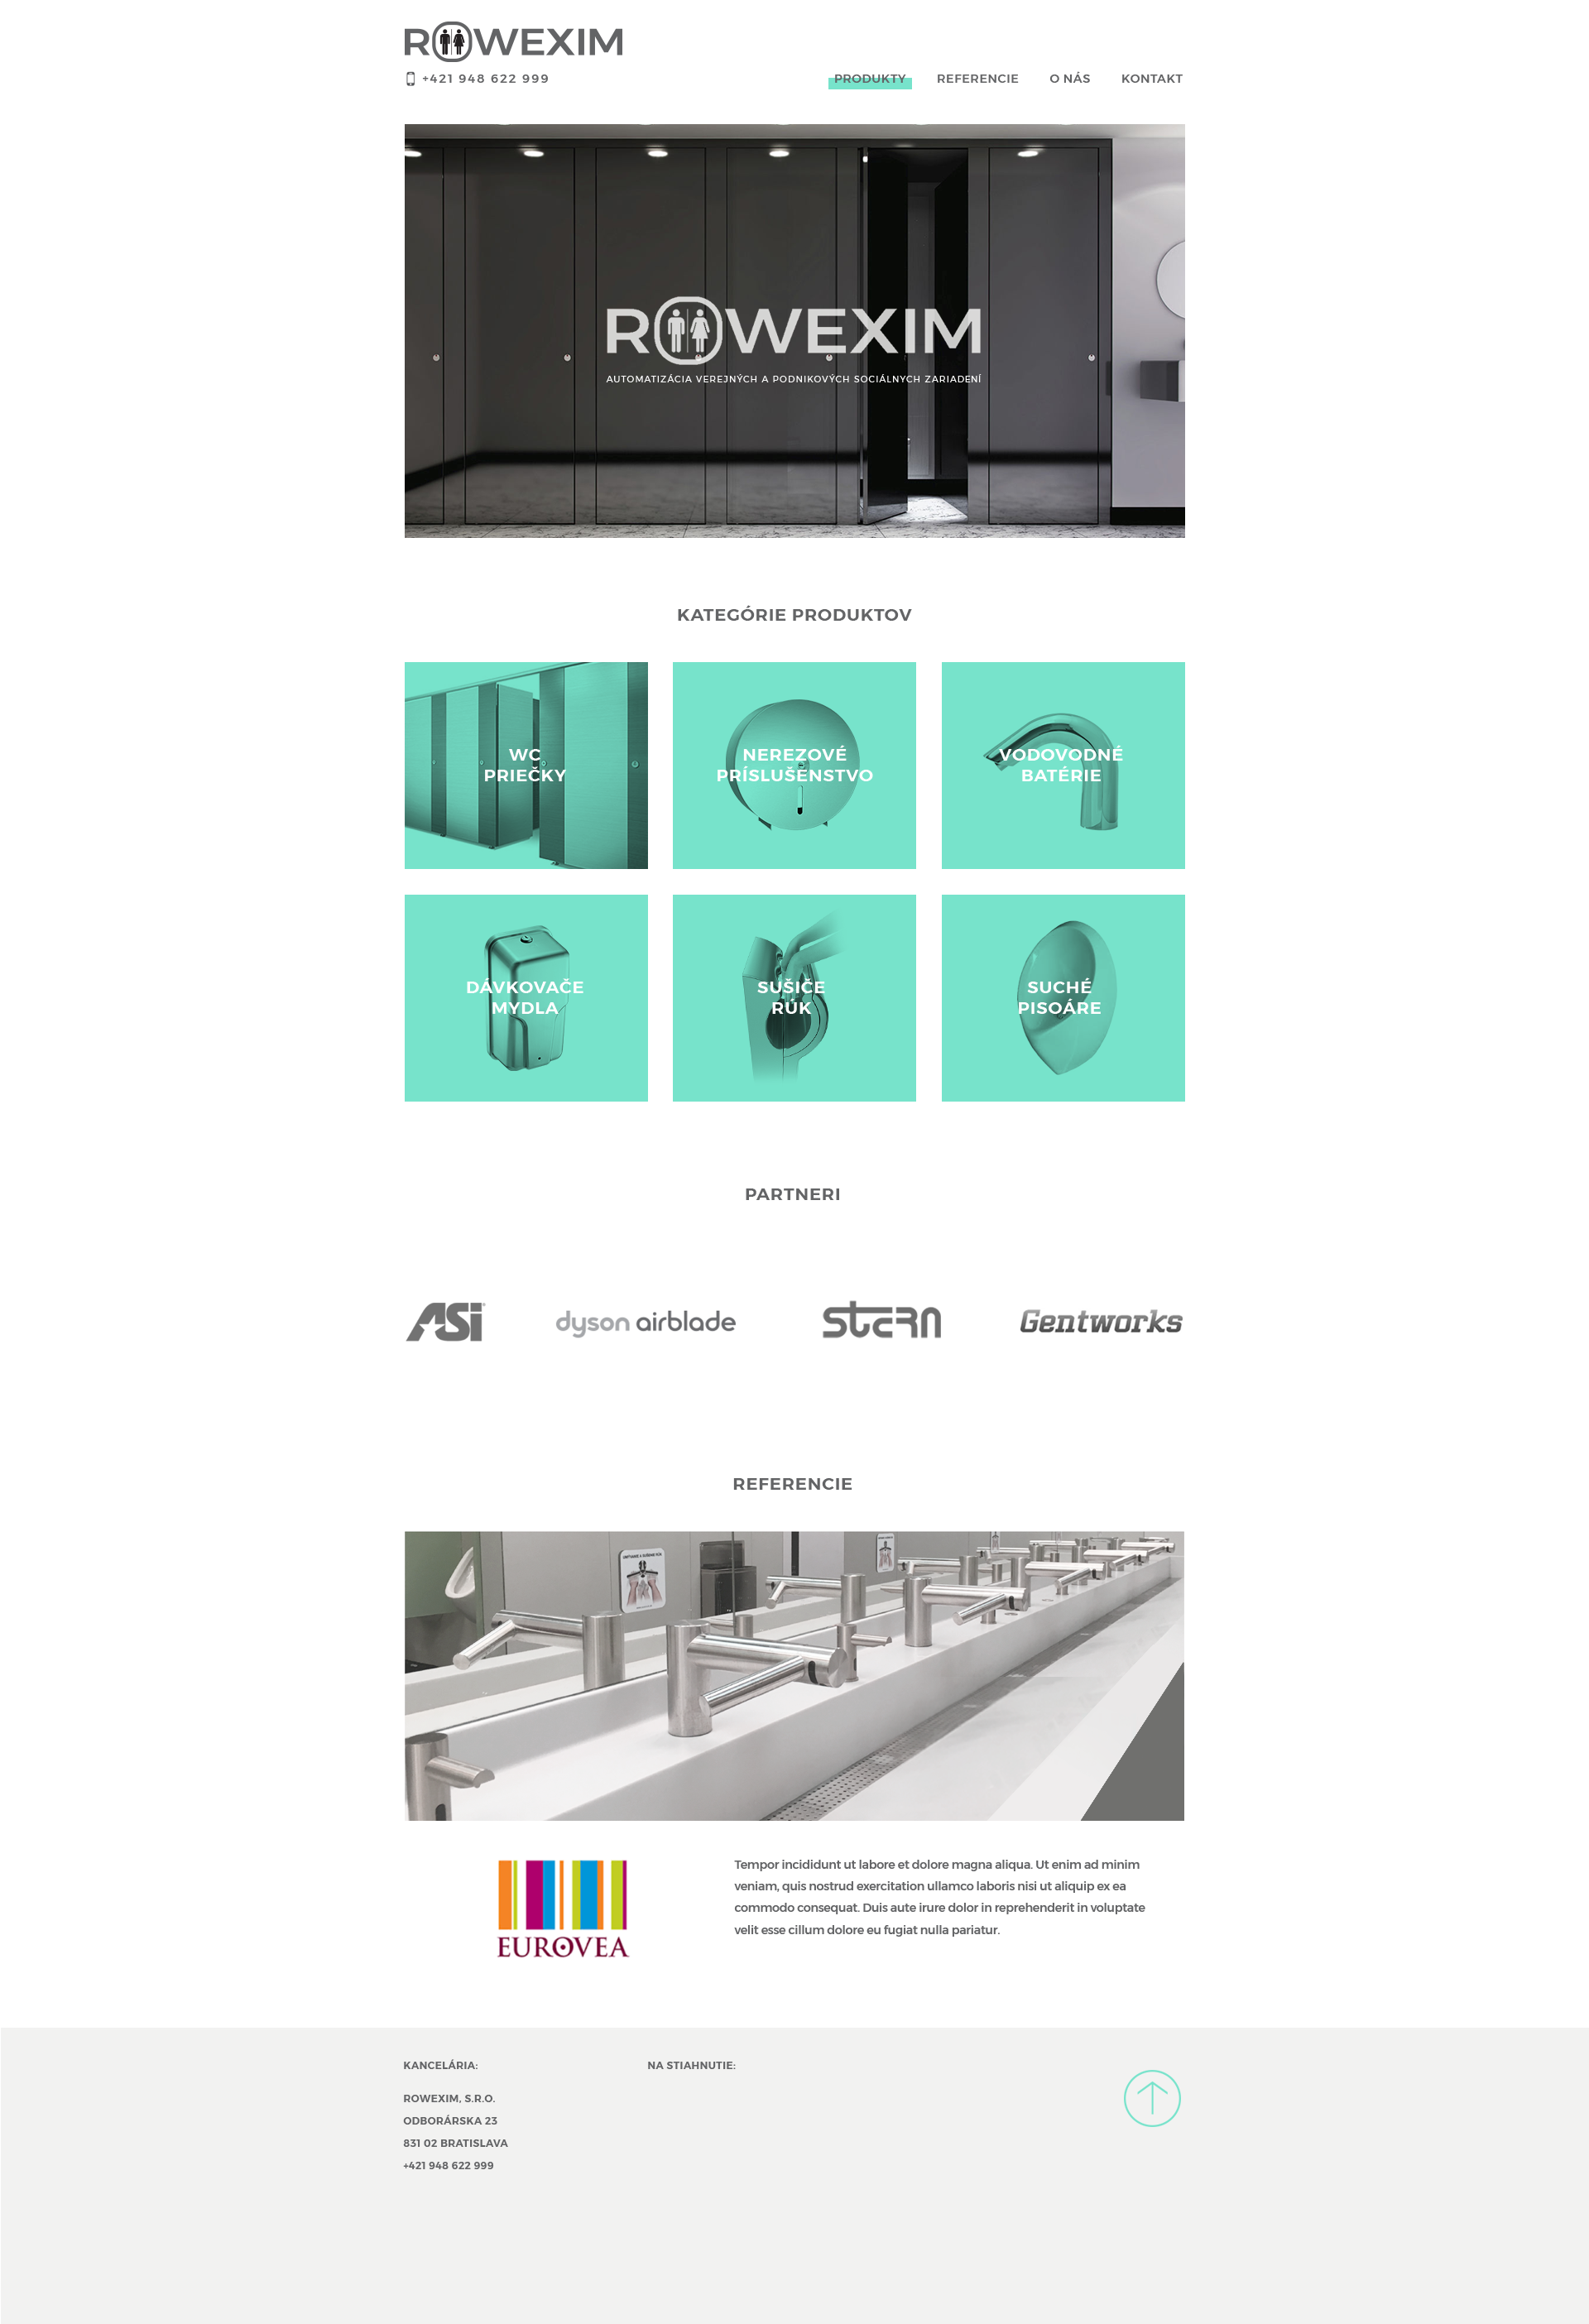 ROWEXIM
+421 948 622 999
PRODUKTY REFERENCIE O NÁS KONTAKT
ROWEXIM
AUTOMATIZÁCIA VEREJNÝCH A PODNIKOVÝCH SOCIÁLNYCH ZARIADENÍ
KATEGÓRIE PRODUKTOV
WC
PRIEČKY
NEREZOVÉ
PRÍSLUŠENSTVO
VODOVODNÉ
BATÉRIE
DÁVKOVAČE
MYDLA
SUŠIČE
RÚK
SUCHÉ
PISOÁRE
PARTNERI
ASi
dyson airblade
STERN
Gentworks
REFERENCIE
EUROVEA
Tempor incididunt ut labore et dolore magna aliqua. Ut enim ad minim
veniam, quis nostrud exercitation ullamco laboris nisi ut aliquip ex ea
commodo consequat. Duis aute irure dolor in reprehenderit in voluptate
velit esse cillum dolore eu fugiat nulla pariatur.
KANCELÁRIA:
ROWEXIM, S.R.O.
ODBORÁRSKA 23
831 02 BRATISLAVA
+421 948 622 999
NA STIAHNUTIE: